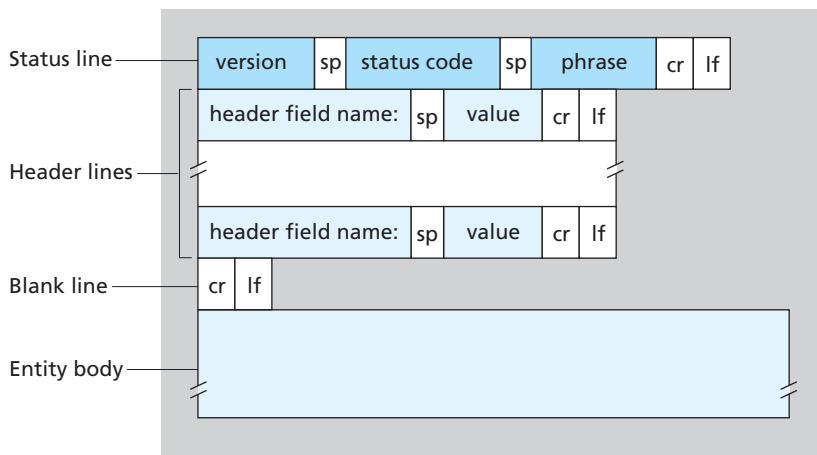 Status line version sp status code sp phrase cr lf
header field name: sp value cr lf
Header lines
header field name: sp value cr lf
Blank line cr lf
Entity body